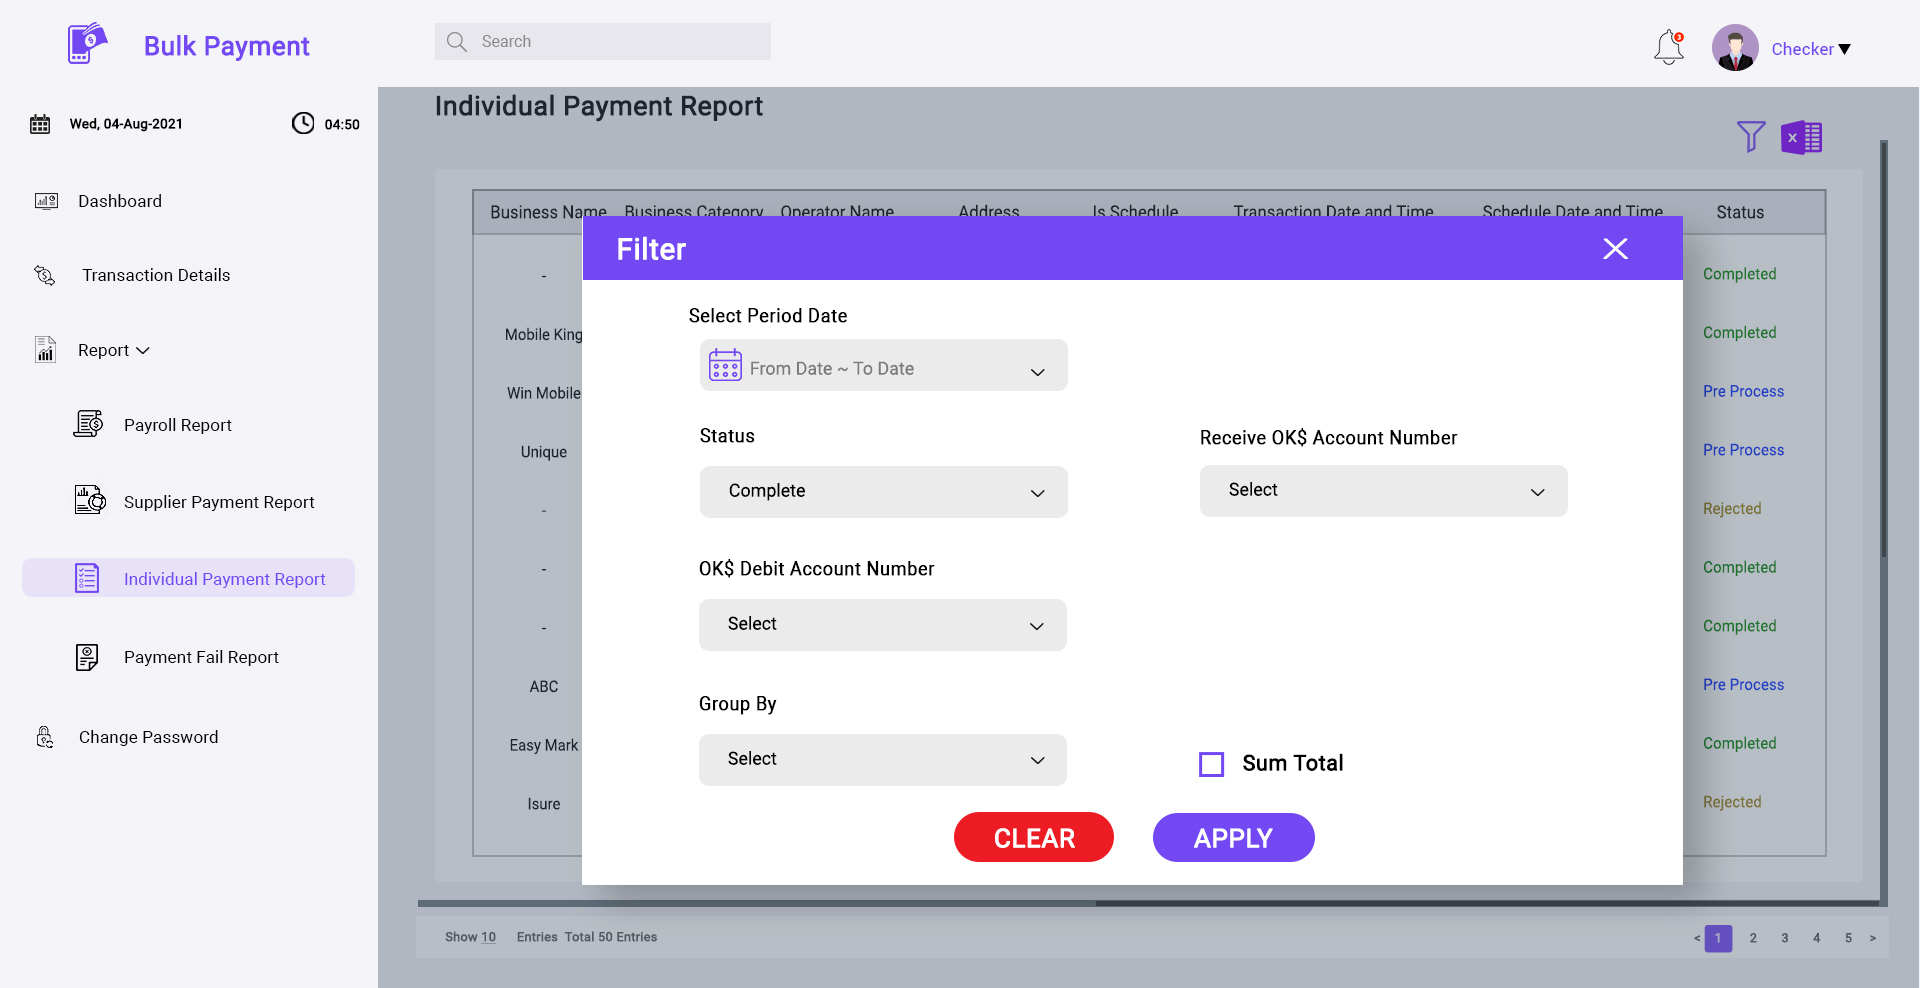 Bulk Payment
Search
3
Checker
Wed, 04-Aug-2021
04:50
Dashboard
Transaction Details
Report
Payroll Report
Supplier Payment Report
Individual Payment Report
Payment Fail Report
Change Password
Individual Payment Report
X
Business Name Business Category Operator Name Address Is Schedule Transaction Date and Time Schedule Date and Time Status
- Completed
Mobile King Completed
Win Mobile Pre Process
Unique Pre Process
- Rejected
- Completed
- Completed
ABC Pre Process
Easy Mark Completed
Isure Rejected
Filter
Select Period Date
From Date ~ To Date
Status
Complete
Receive OK$ Account Number
Select
OK$ Debit Account Number
Select
Group By
Select
Sum Total
CLEAR
APPLY
Show 10 Entries Total 50 Entries
< 1 2 3 4 5 >